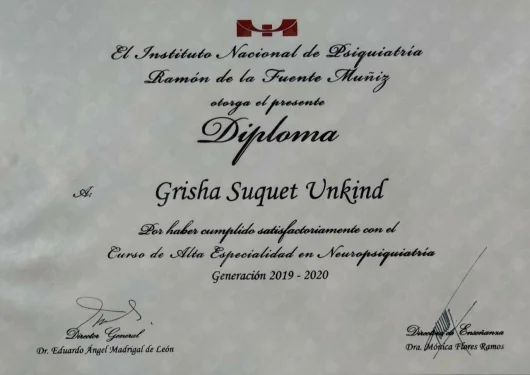 El Instituto Nacional de Psiquiatría
Ramón de la Fuente Muñiz
otorga el presente
Diploma
A: Grisha Suquet Unkind
Por haber cumplido satisfactoriamente con el
Curso de Alta Especialidad en Neuropsiquiatría
Generación 2019 - 2020
Director General
Dr. Eduardo Ángel Madrigal de León
Directora de Enseñanza
Dra. Mónica Flores Ramos